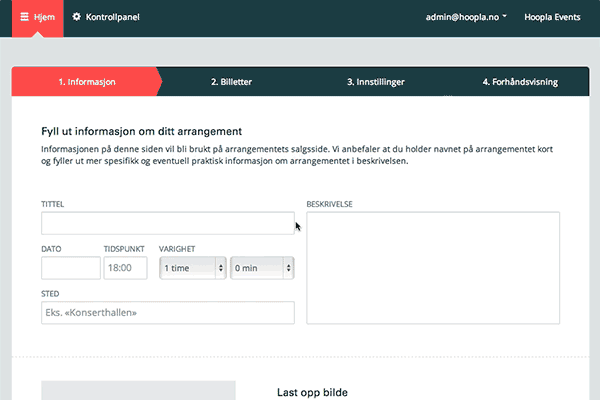 Hjem Kontrollpanel admin@hoopla.no Hoopla Events
1. Informasjon 2. Billetter 3. Innstillinger 4. Forhåndsvisning
Fyll ut informasjon om ditt arrangement
Informasjonen på denne siden vil bli brukt på arrangementets salgsside. Vi anbefaler at du holder navnet på arrangementet kort
og fyller ut mer spesifikk og eventuell praktisk informasjon om arrangementet i beskrivelsen.
TITTEL
BESKRIVELSE
DATO TIDSPUNKT VARIGHET
18:00 1 time 0 min
STED
Eks. «Konserthallen»
Last opp bilde